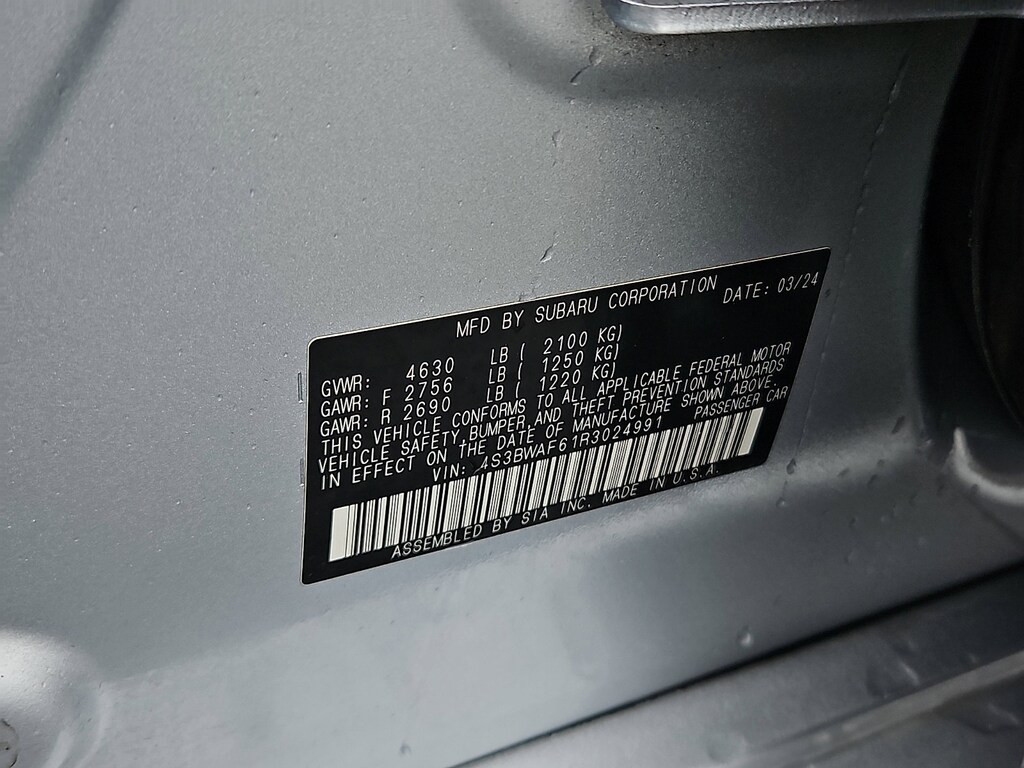 MFD BY SUBARU CORPORATION DATE: 03/24
GVWR: 4630 LB ( 2100 KG)
GAWR: F 2756 LB ( 1250 KG)
GAWR: R 2690 LB ( 1220 KG)
THIS VEHICLE CONFORMS TO ALL APPLICABLE FEDERAL MOTOR
VEHICLE SAFETY,BUMPER,AND THEFT PREVENTION STANDARDS
IN EFFECT ON THE DATE OF MANUFACTURE SHOWN ABOVE.
VIN: 4S3BWAF61R3024991 PASSENGER CAR
ASSEMBLED BY SIA INC. MADE IN U.S.A.